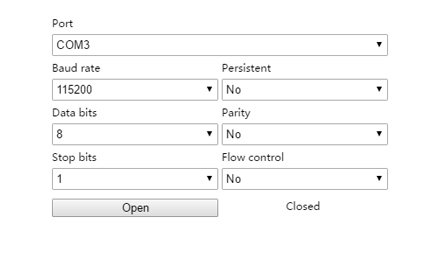 Port
COM3
Baud rate Persistent
115200 No
Data bits Parity
8 No
Stop bits Flow control
1 No
Open Closed